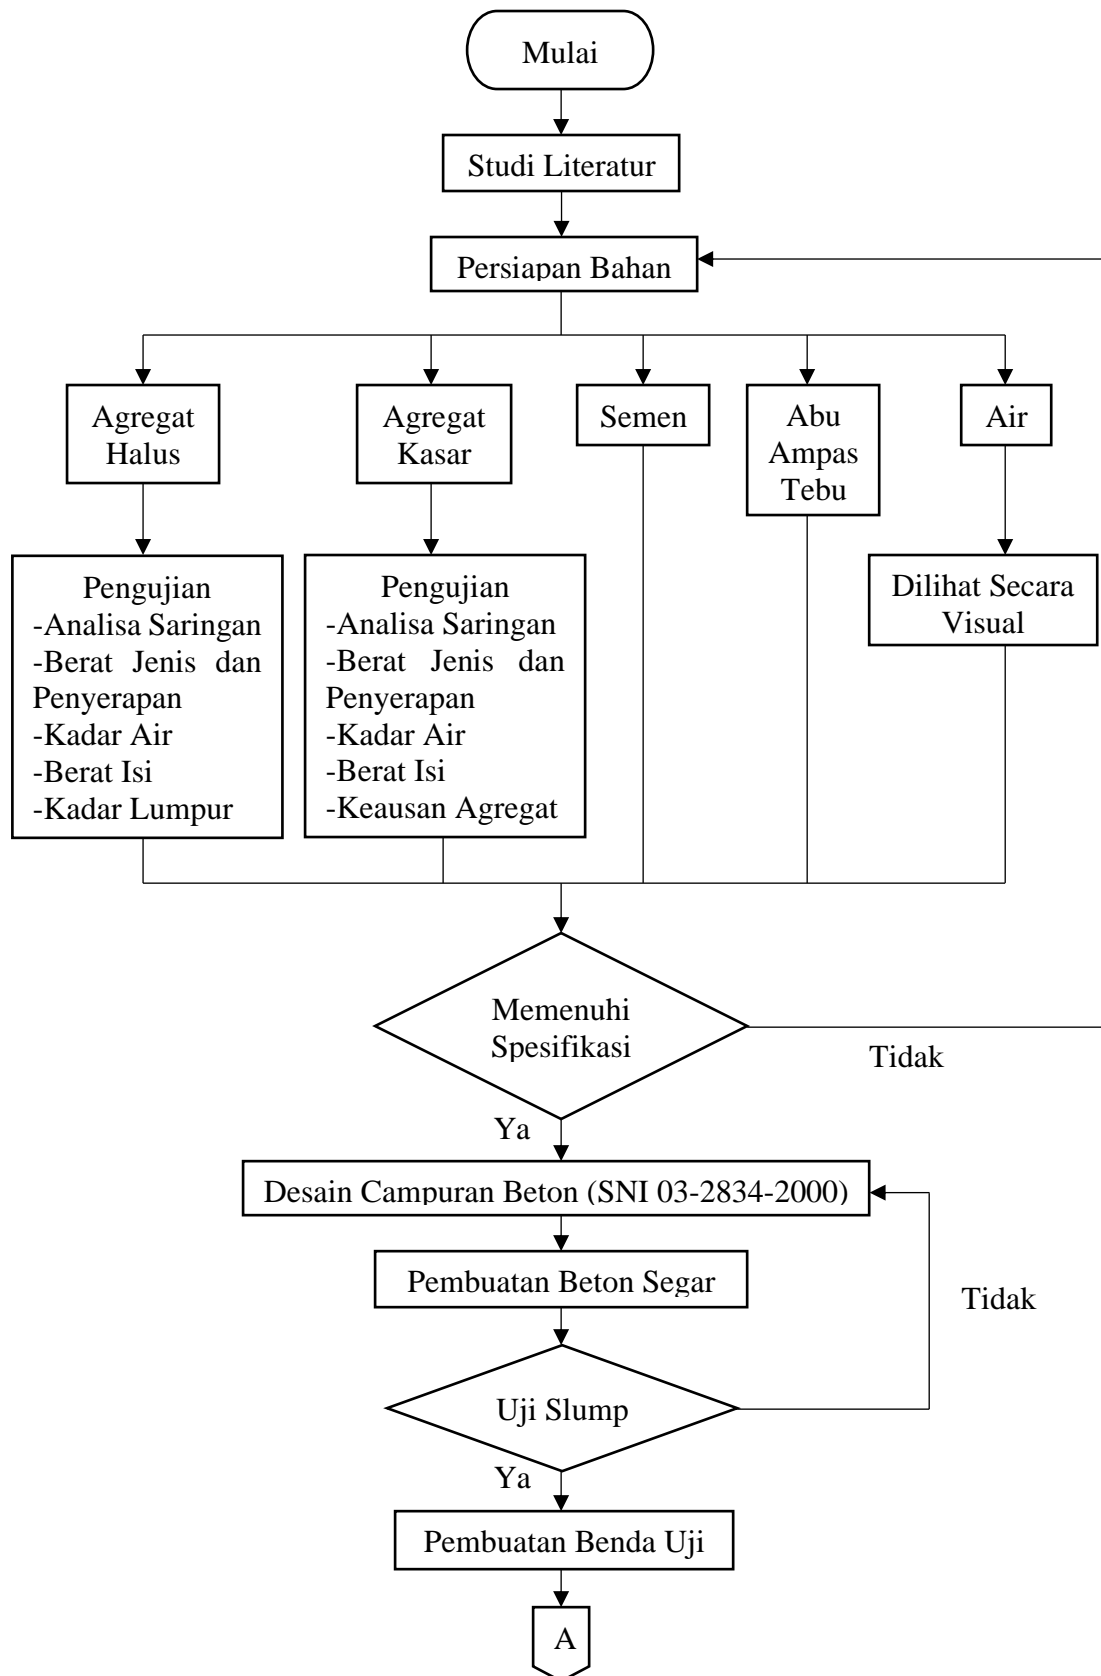 Mulai
Studi Literatur
Persiapan Bahan
Agregat
Halus
Agregat
Kasar
Semen
Abu
Ampas
Tebu
Air
Pengujian
-Analisa Saringan
-Berat Jenis dan
Penyerapan
-Kadar Air
-Berat Isi
-Kadar Lumpur
Pengujian
-Analisa Saringan
-Berat Jenis dan
Penyerapan
-Kadar Air
-Berat Isi
-Keausan Agregat
Dilihat Secara
Visual
Memenuhi
Spesifikasi
Tidak
Ya
Desain Campuran Beton (SNI 03-2834-2000)
Pembuatan Beton Segar
Tidak
Uji Slump
Ya
Pembuatan Benda Uji
A